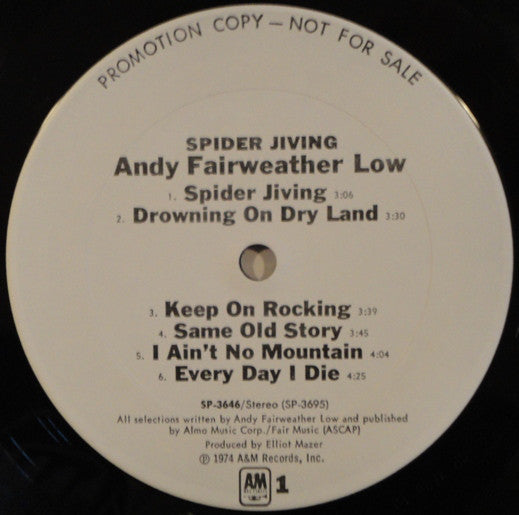 PROMOTION COPY — NOT FOR SALE
SPIDER JIVING
Andy Fairweather Low
1. Spider Jiving 3:06
2. Drowning On Dry Land 3:30
3. Keep On Rocking 3:39
4. Same Old Story 3:45
5. I Ain't No Mountain 4:04
6. Every Day I Die 4:25
SP-3646/Stereo (SP-3695)
All selections written by Andy Fairweather Low and published
by Almo Music Corp./Fair Music (ASCAP)
Produced by Elliot Mazer
℗ 1974 A&M Records, Inc.
A&M RECORDS 1